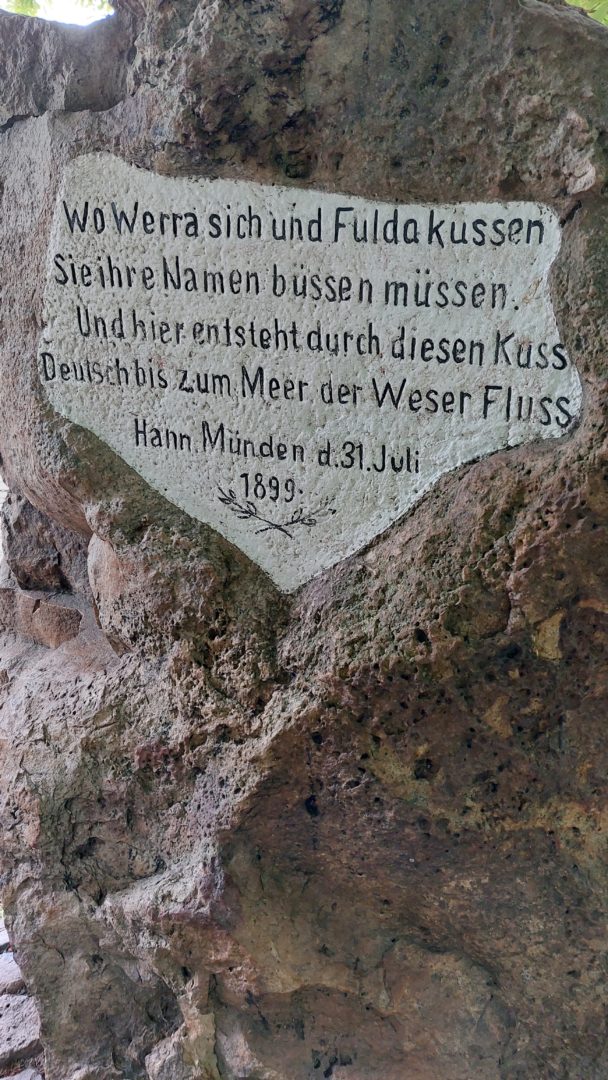 Wo Werra sich und Fulda kussen
Sie ihre Namen büssen müssen.
Und hier entsteht durch diesen Kuss
Deutsch bis zum Meer der Weser Fluss.
Hann. Münden d. 31. Juli
1899.